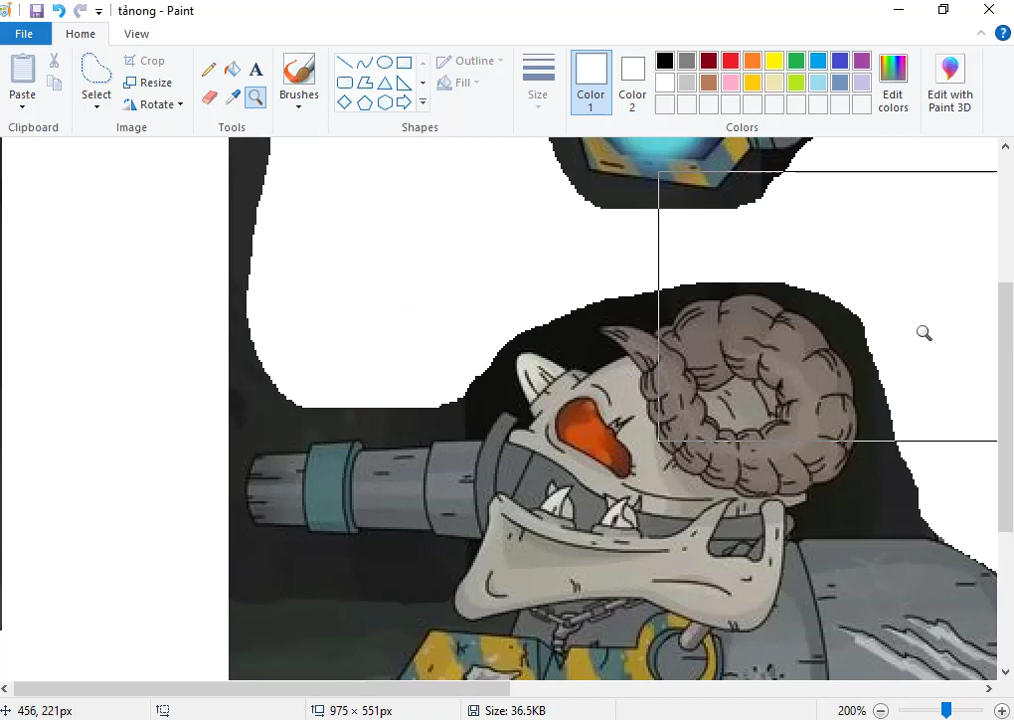 tảnong - Paint
File
Home
View
Paste
Clipboard
Select
Crop
Resize
Rotate
Image
A
Tools
Brushes
Outline
Fill
Shapes
Size
Color
1
Color
2
Edit
colors
Edit with
Paint 3D
Colors
456, 221px
975 × 551px
Size: 36.5KB
200%